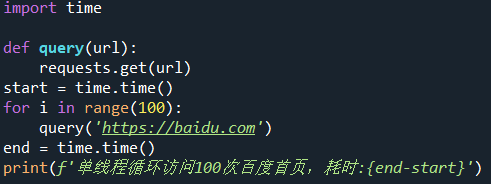 import time
def query(url):
    requests.get(url)
start = time.time()
for i in range(100):
    query('https://baidu.com')
end = time.time()
print(f'单线程循环访问100次百度首页，耗时:{end-start}')